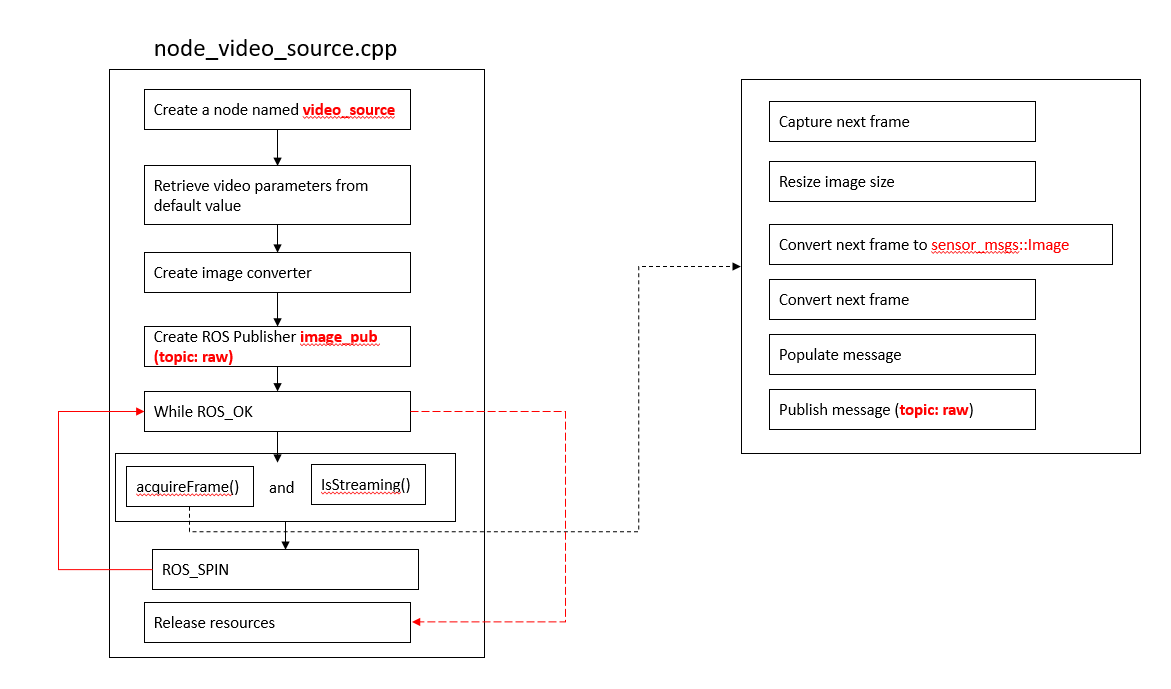 node_video_source.cpp
Create a node named video_source
Retrieve video parameters from
default value
Create image converter
Create ROS Publisher image_pub
(topic: raw)
While ROS_OK
acquireFrame() and IsStreaming()
ROS_SPIN
Release resources
Capture next frame
Resize image size
Convert next frame to sensor_msgs::Image
Convert next frame
Populate message
Publish message (topic: raw)